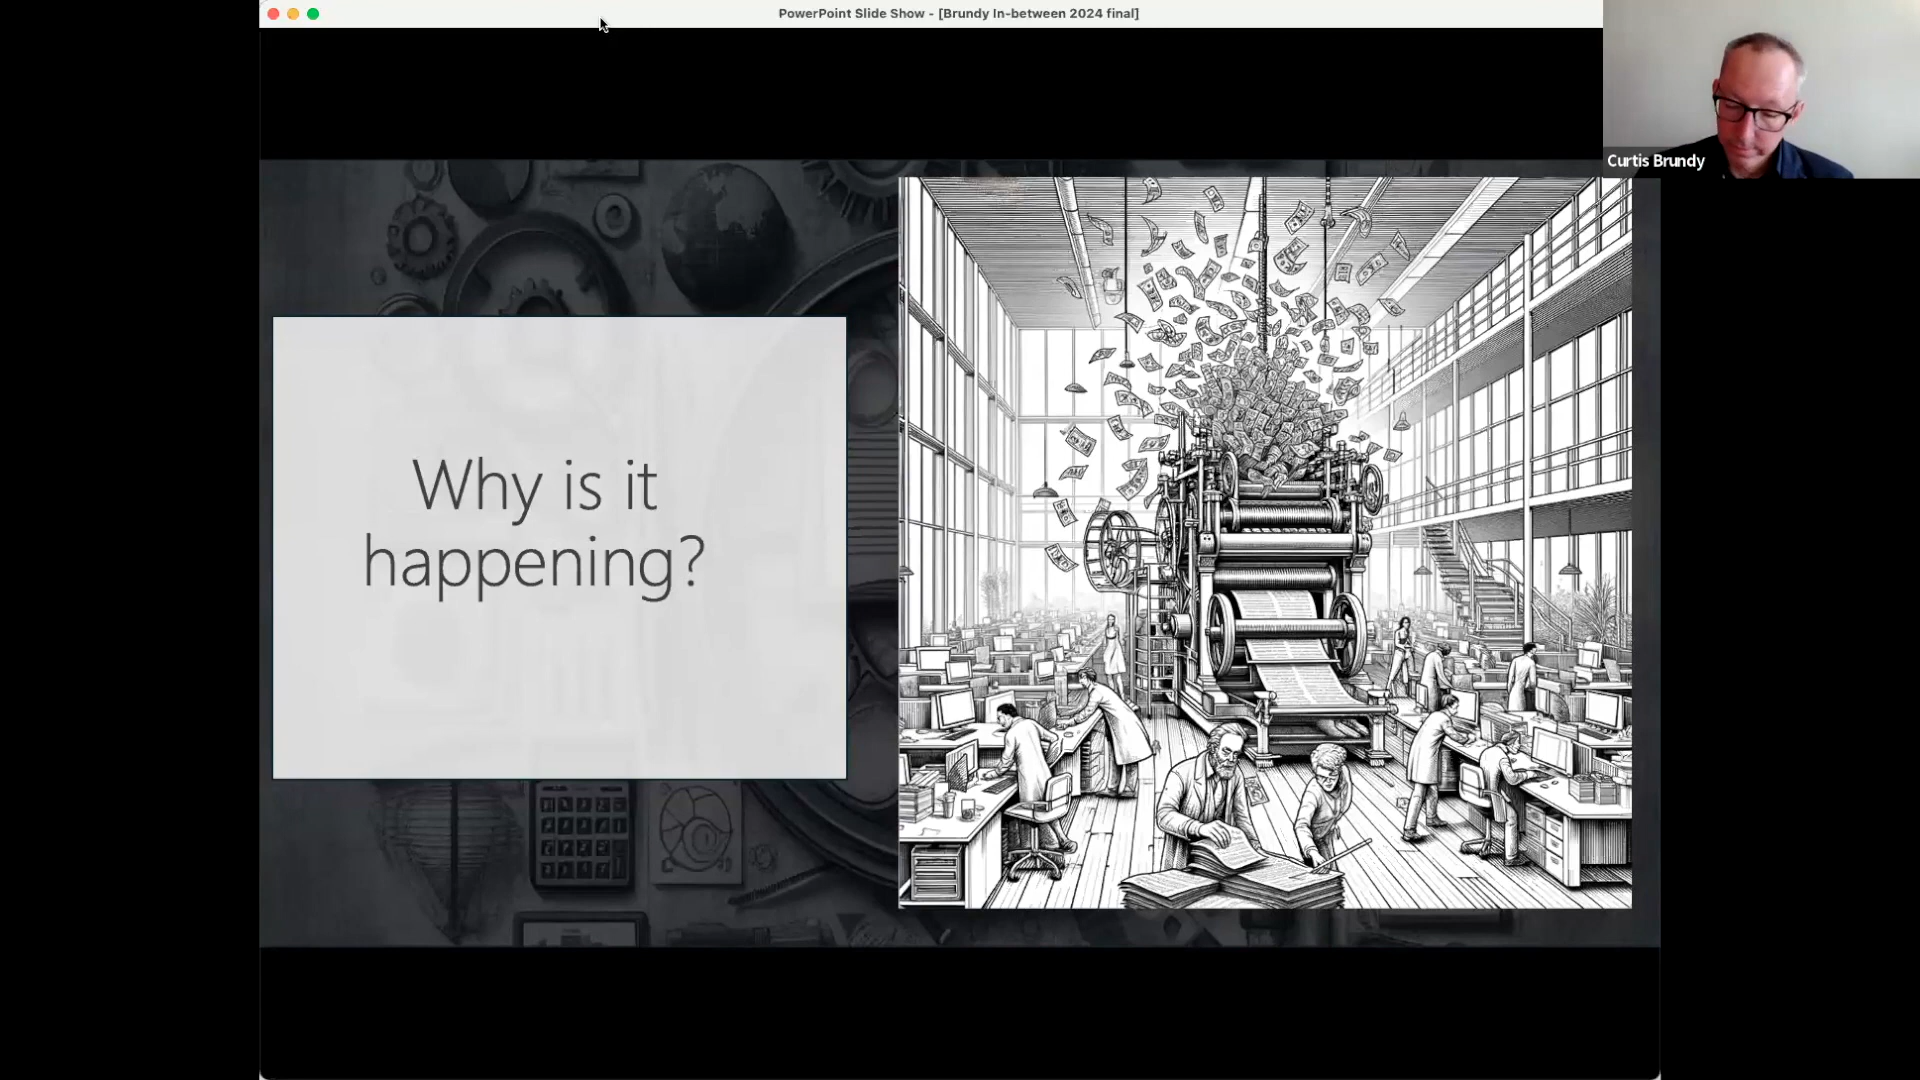 PowerPoint Slide Show - [Brundy In-between 2024 final]
Curtis Brundy
Why is it
happening?